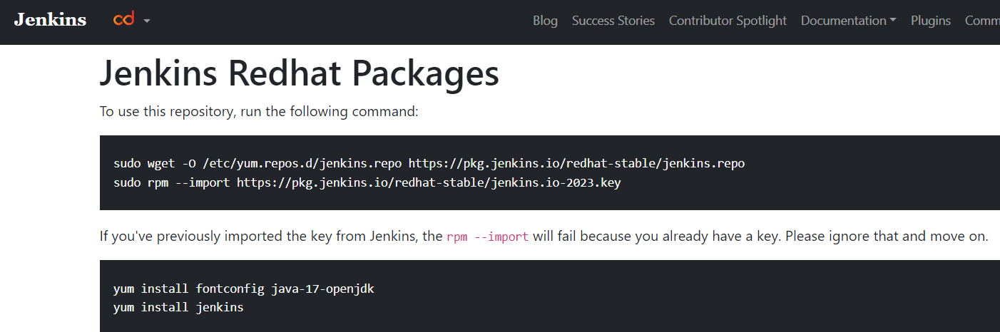 Jenkins cd Blog Success Stories Contributor Spotlight Documentation Plugins Comm
Jenkins Redhat Packages
To use this repository, run the following command:
sudo wget -O /etc/yum.repos.d/jenkins.repo https://pkg.jenkins.io/redhat-stable/jenkins.repo
sudo rpm --import https://pkg.jenkins.io/redhat-stable/jenkins.io-2023.key
If you've previously imported the key from Jenkins, the rpm --import will fail because you already have a key. Please ignore that and move on.
yum install fontconfig java-17-openjdk
yum install jenkins